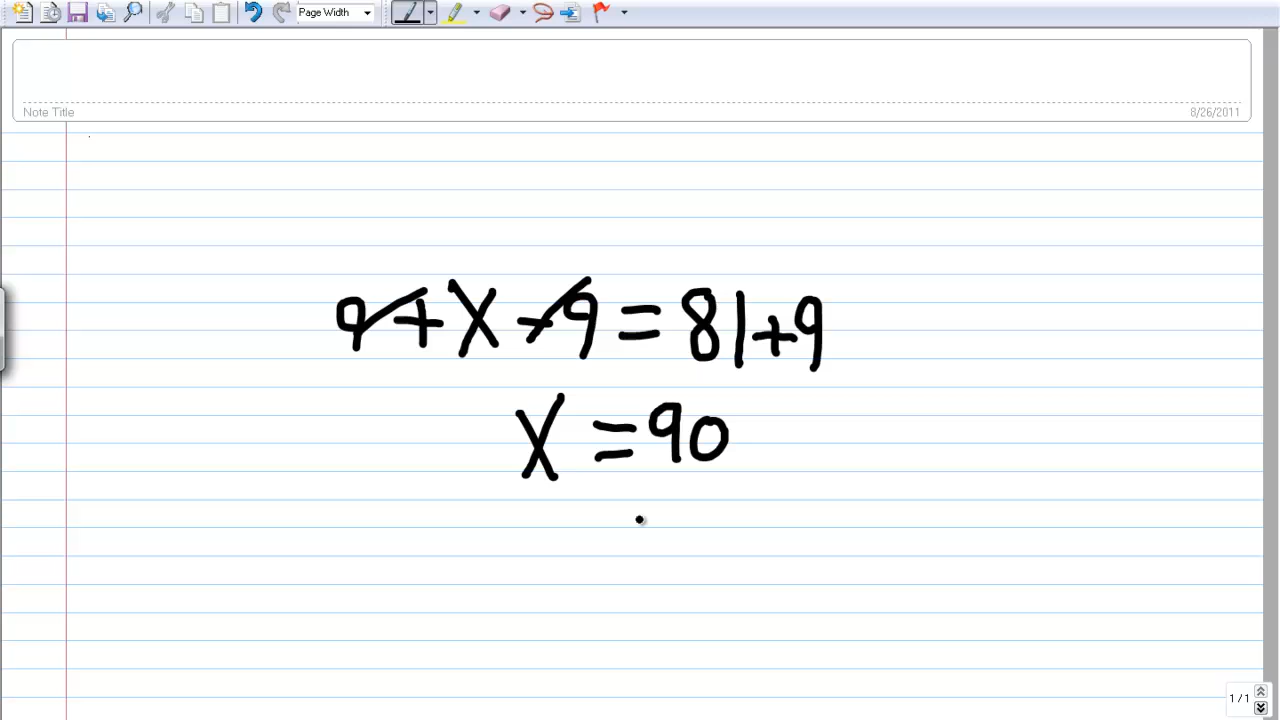 Page Width
Note Title
8/26/2011
9+X-9=81+9
X=90
1/1